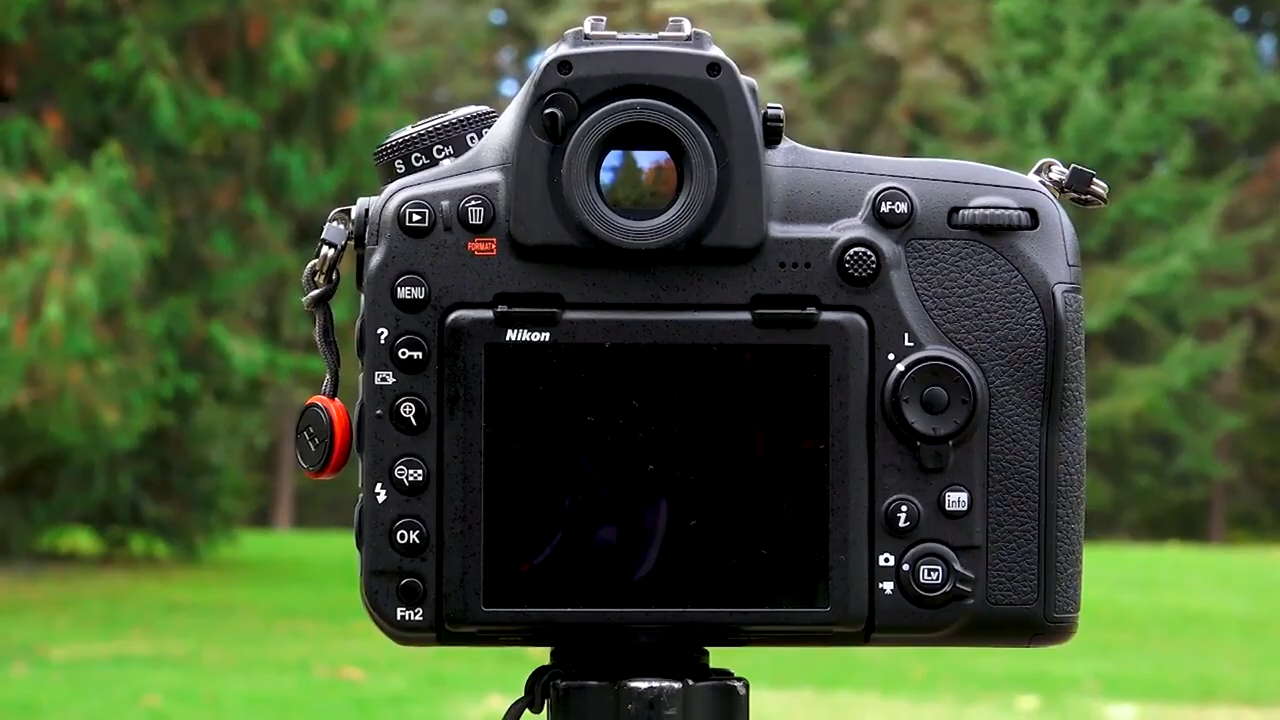 S CL CH Q
AF-ON
FORMAT
MENU
?
Nikon
L
info
i
OK
Lv
Fn2